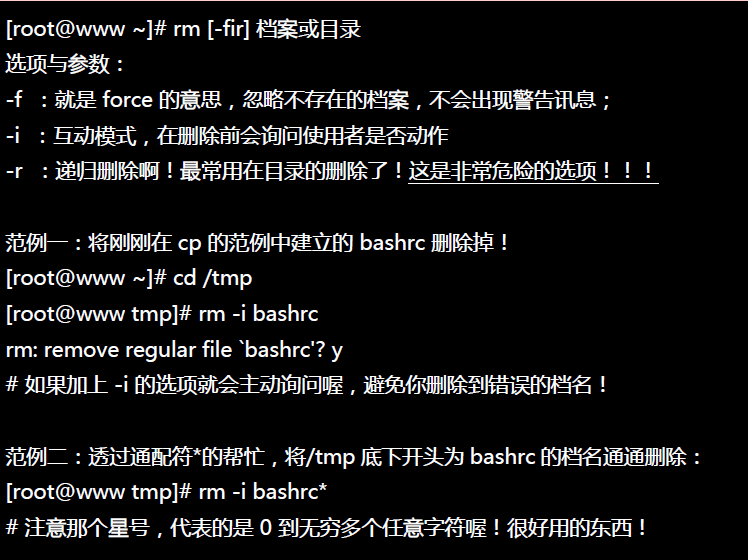 [root@www ~]# rm [-fir] 档案或目录
选项与参数：
-f ：就是 force 的意思，忽略不存在的档案，不会出现警告讯息；
-i ：互动模式，在删除前会询问使用者是否动作
-r ：递归删除啊！最常用在目录的删除了！这是非常危险的选项！！！
范例一：将刚刚在 cp 的范例中建立的 bashrc 删除掉！
[root@www ~]# cd /tmp
[root@www tmp]# rm -i bashrc
rm: remove regular file `bashrc'? y
# 如果加上 -i 的选项就会主动询问喔，避免你删除到错误的档名！
范例二：透过通配符*的帮忙，将/tmp 底下开头为 bashrc 的档名通通删除：
[root@www tmp]# rm -i bashrc*
# 注意那个星号，代表的是 0 到无穷多个任意字符喔！很好用的东西！